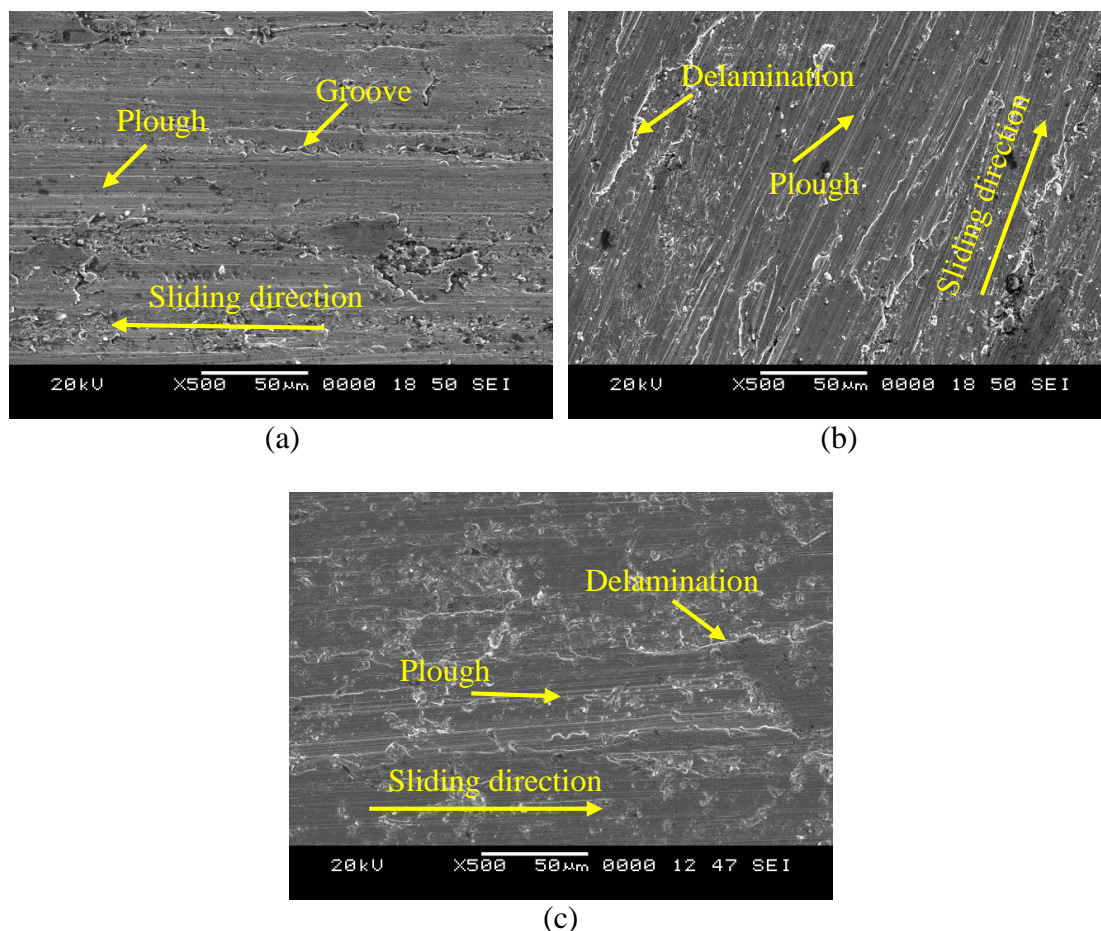 Groove
Plough
Sliding direction
20kV X500 50µm 0000 18 50 SEI
(a)
Delamination
Plough
Sliding direction
20kV X500 50µm 0000 18 50 SEI
(b)
Delamination
Plough
Sliding direction
20kV X500 50µm 0000 12 47 SEI
(c)